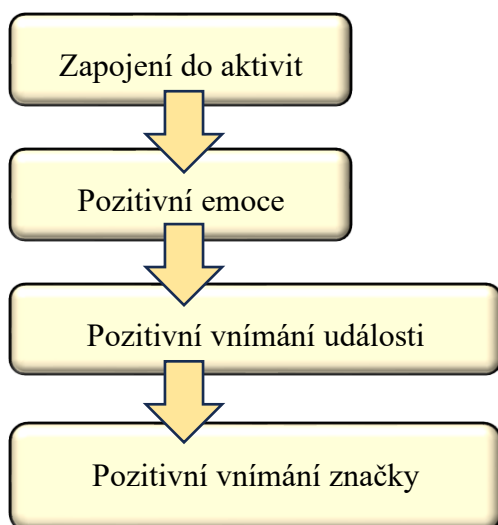 Zapojení do aktivit
Pozitivní emoce
Pozitivní vnímání události
Pozitivní vnímání značky